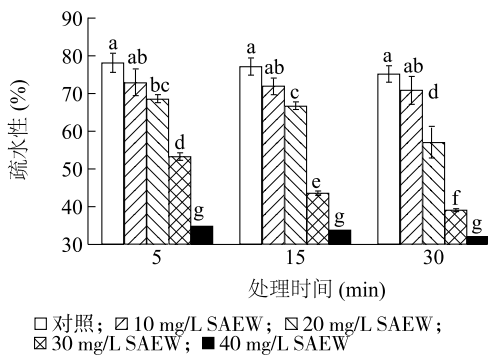 90
80
70
60
50
40
30
疏水性 (%)
a ab bc d g
a ab c e g
a ab d f g
5 15 30
处理时间 (min)
对照； 10 mg/L SAEW； 20 mg/L SAEW；
30 mg/L SAEW； 40 mg/L SAEW